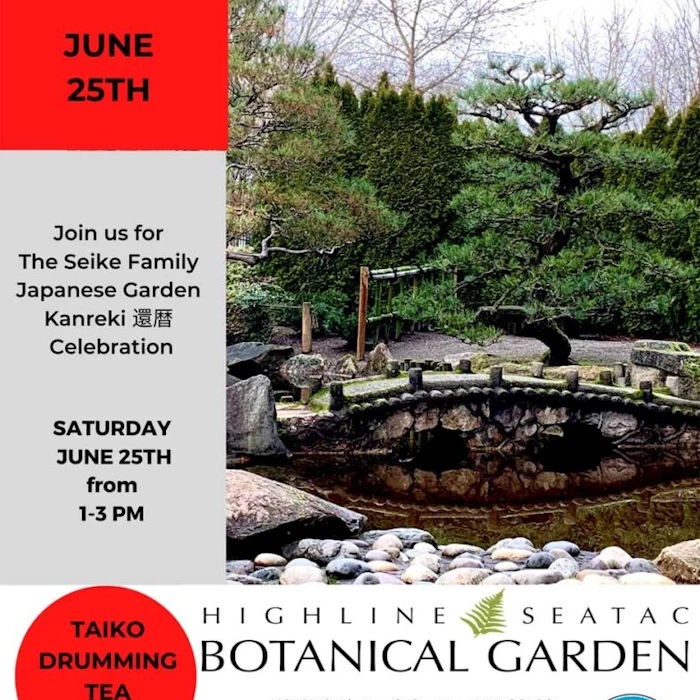 JUNE
25TH
Join us for
The Seike Family
Japanese Garden
Kanreki 還暦
Celebration
SATURDAY
JUNE 25TH
from
1-3 PM
TAIKO
DRUMMING
TEA
HIGHLINE SEATAC
BOTANICAL GARDEN